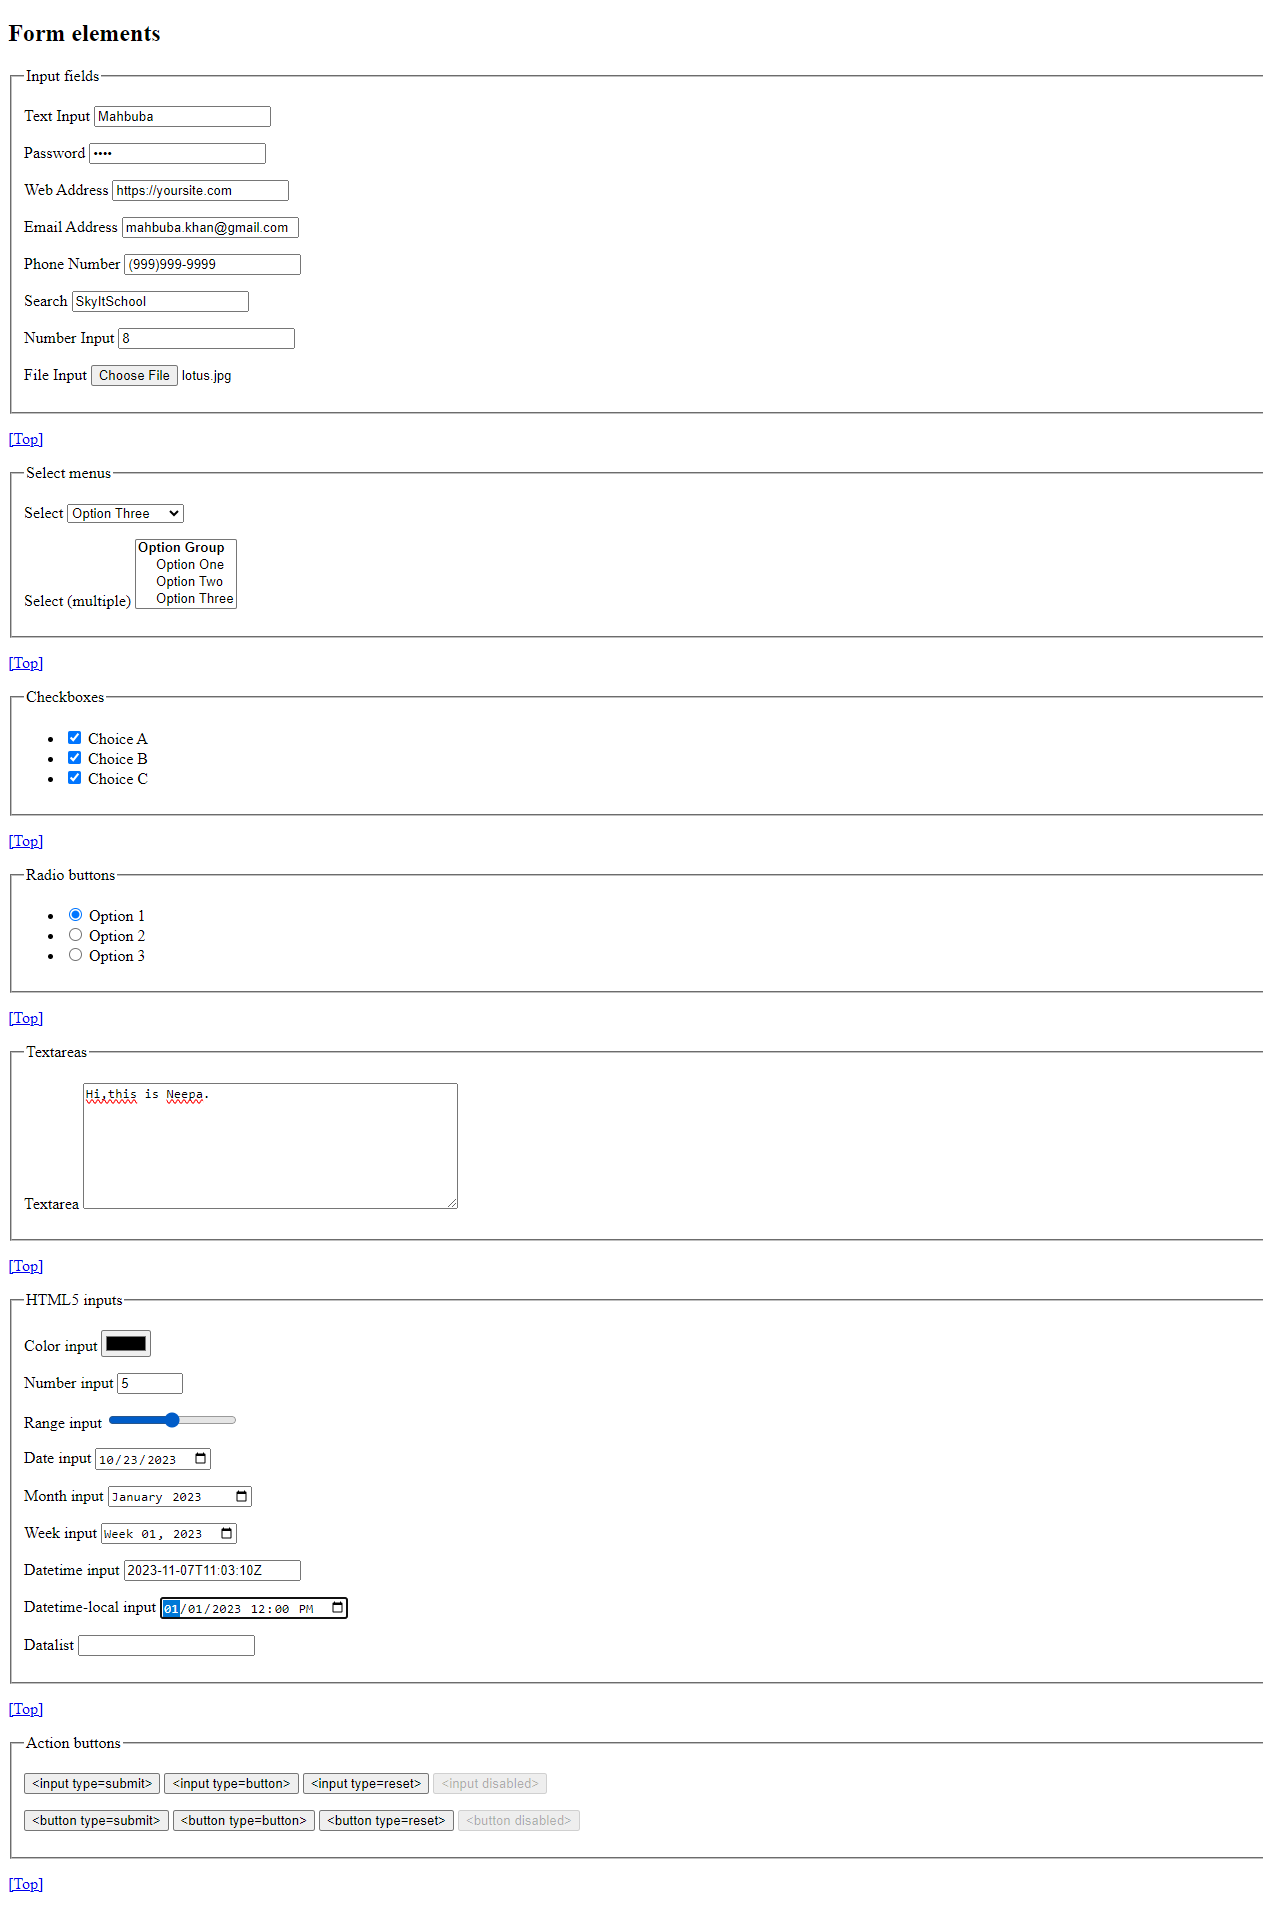 Form elements
Input fields
Text Input Mahbuba
Password ••••
Web Address https://yoursite.com
Email Address mahbuba.khan@gmail.com
Phone Number (999)999-9999
Search SkyItSchool
Number Input 8
File Input Choose File lotus.jpg
[Top]
Select menus
Select Option Three
Option Group
Option One
Option Two
Select (multiple) Option Three
[Top]
Checkboxes
Choice A
Choice B
Choice C
[Top]
Radio buttons
Option 1
Option 2
Option 3
[Top]
Textareas
Hi,this is Neepa.
Textarea
[Top]
HTML5 inputs
Color input
Number input 5
Range input
Date input 10/23/2023
Month input January 2023
Week input Week 01, 2023
Datetime input 2023-11-07T11:03:10Z
Datetime-local input 01/01/2023 12:00 PM
Datalist
[Top]
Action buttons
<input type=submit> <input type=button> <input type=reset> <input disabled>
<button type=submit> <button type=button> <button type=reset> <button disabled>
[Top]